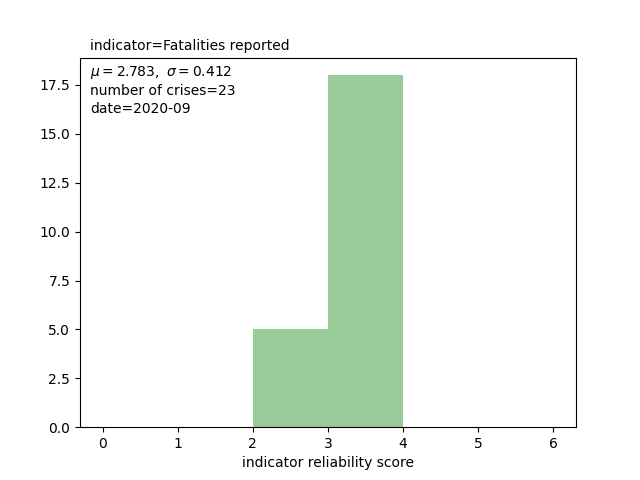 indicator=Fatalities reported
μ = 2.783, σ = 0.412
number of crises=23
date=2020-09
17.5
15.0
12.5
10.0
7.5
5.0
2.5
0.0
0 1 2 3 4 5 6
indicator reliability score